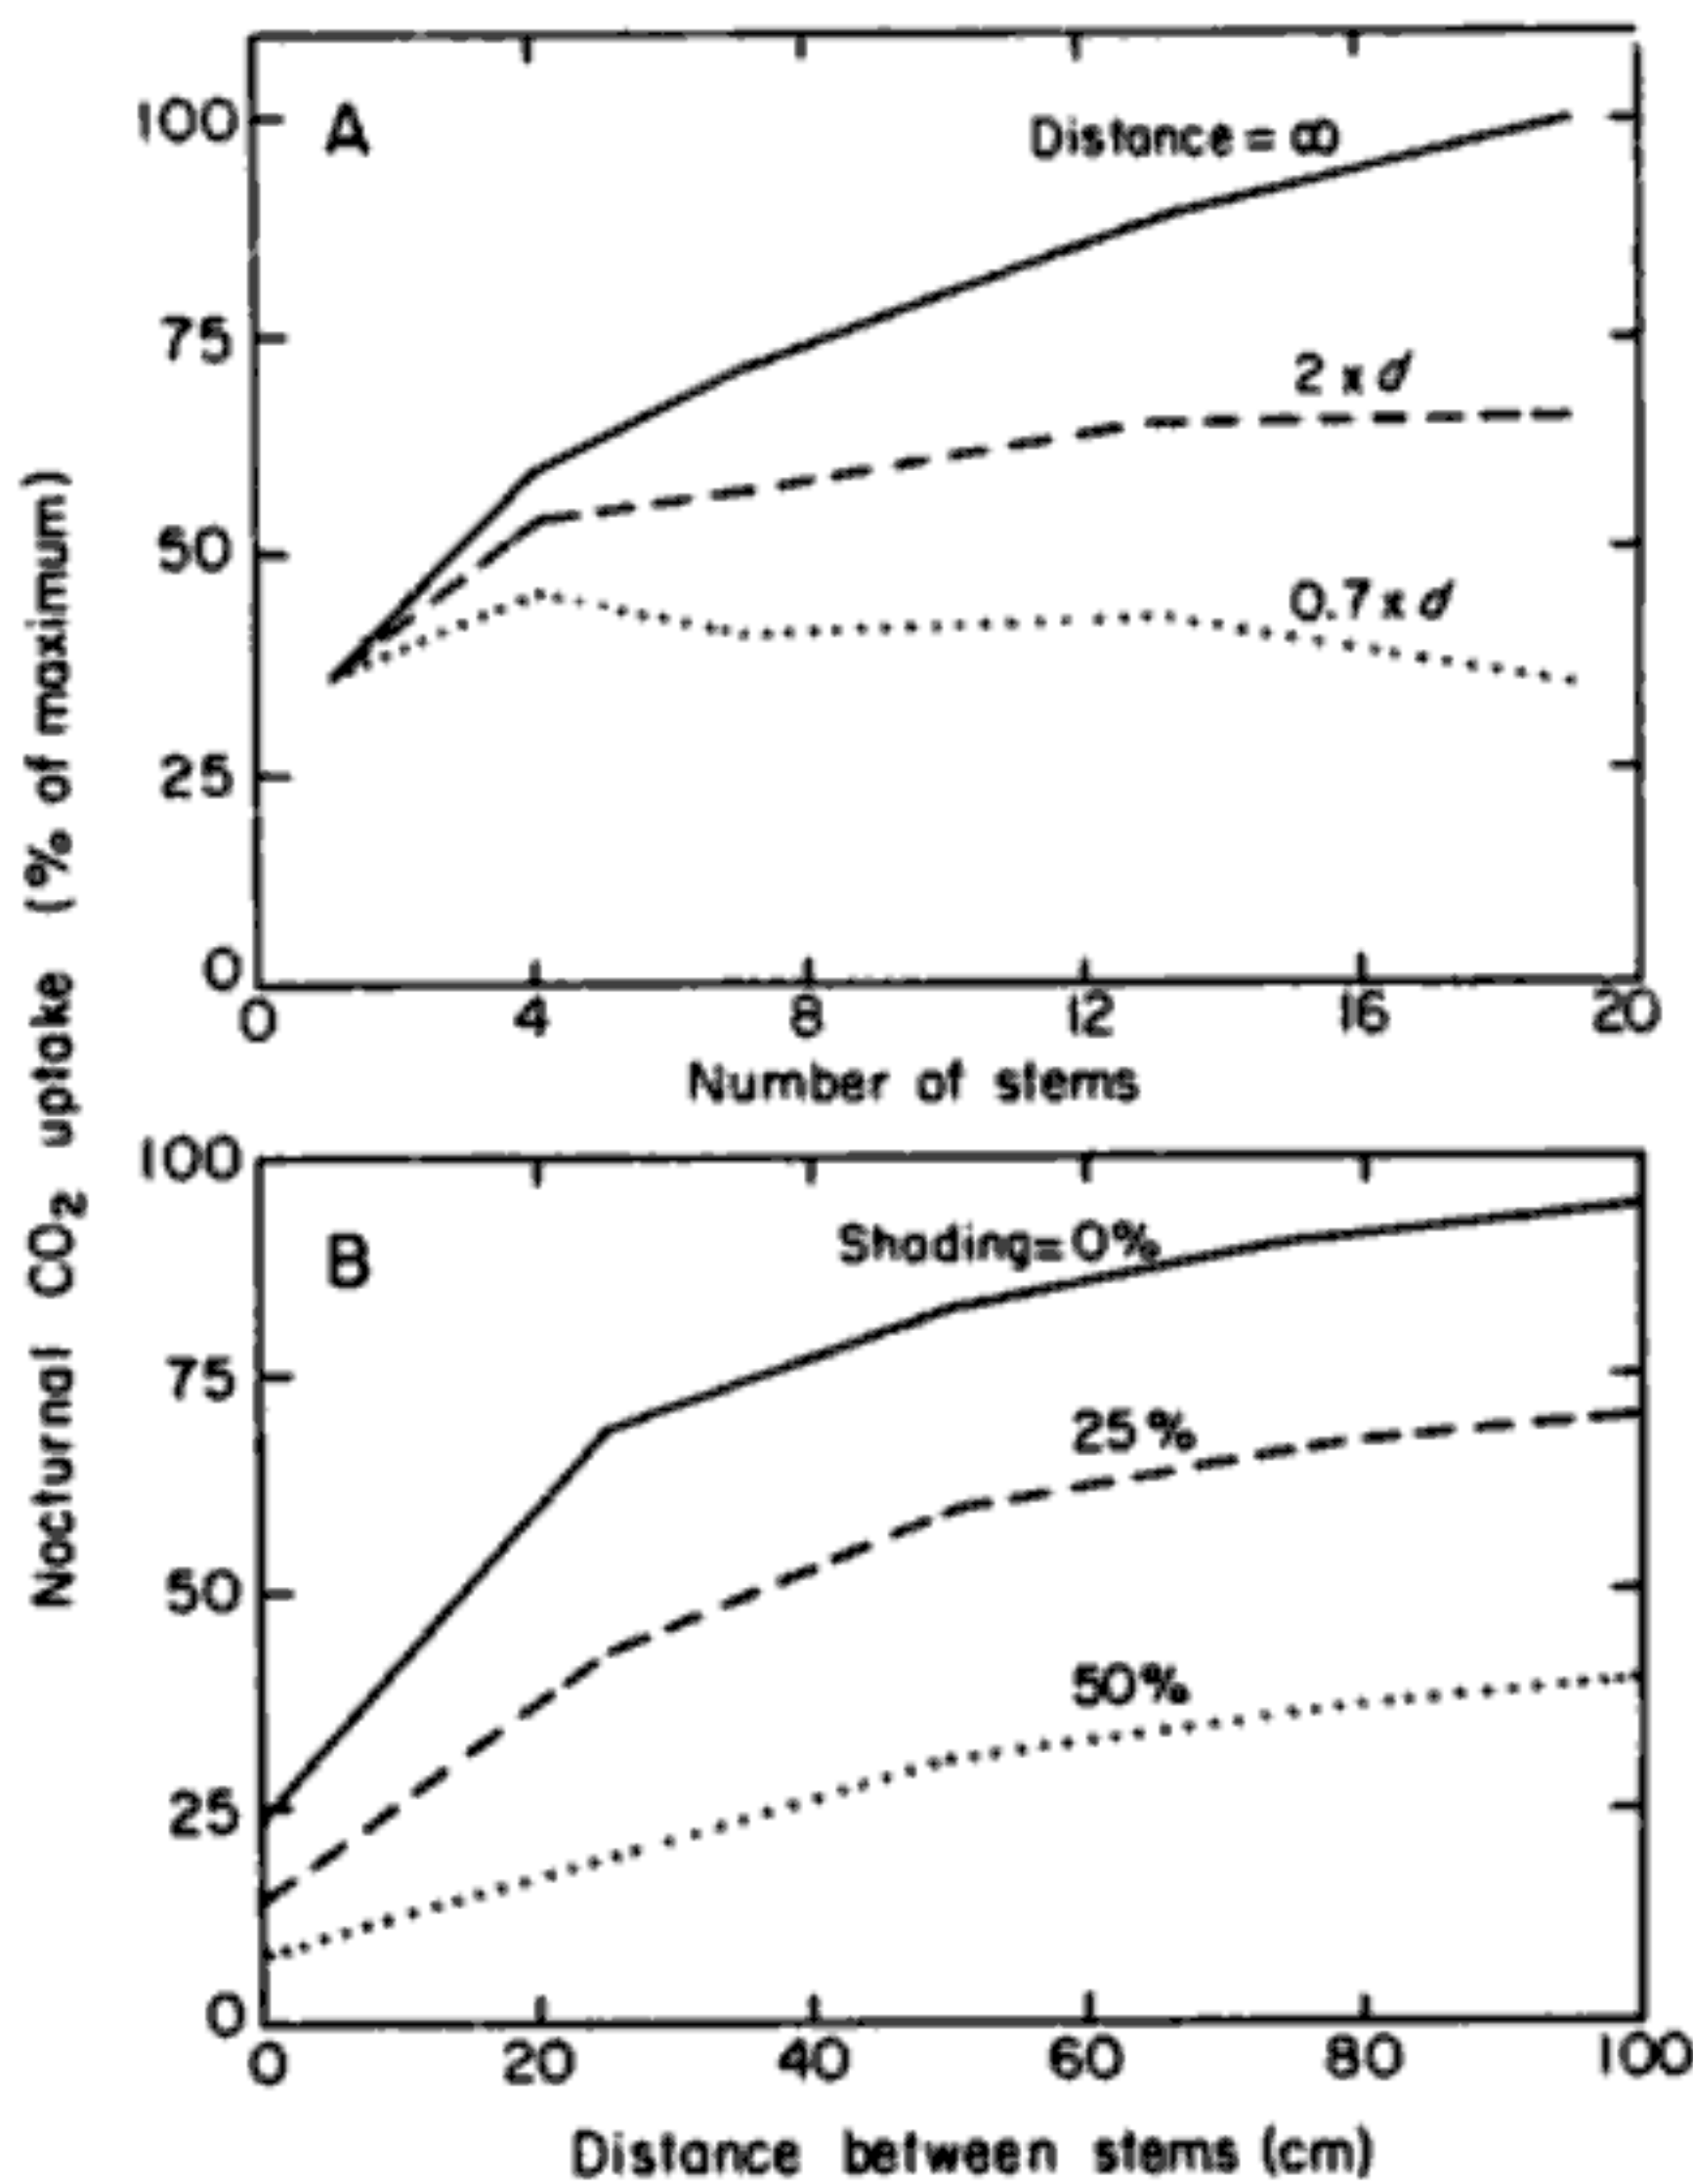 Nocturnal CO2 uptake (% of maximum)
A
Distance = ∞
2 x d
0.7 x d
100
75
50
25
0
0 4 8 12 16 20
Number of stems
B
Shading=0%
25%
50%
100
75
50
25
0
0 20 40 60 80 100
Distance between stems (cm)